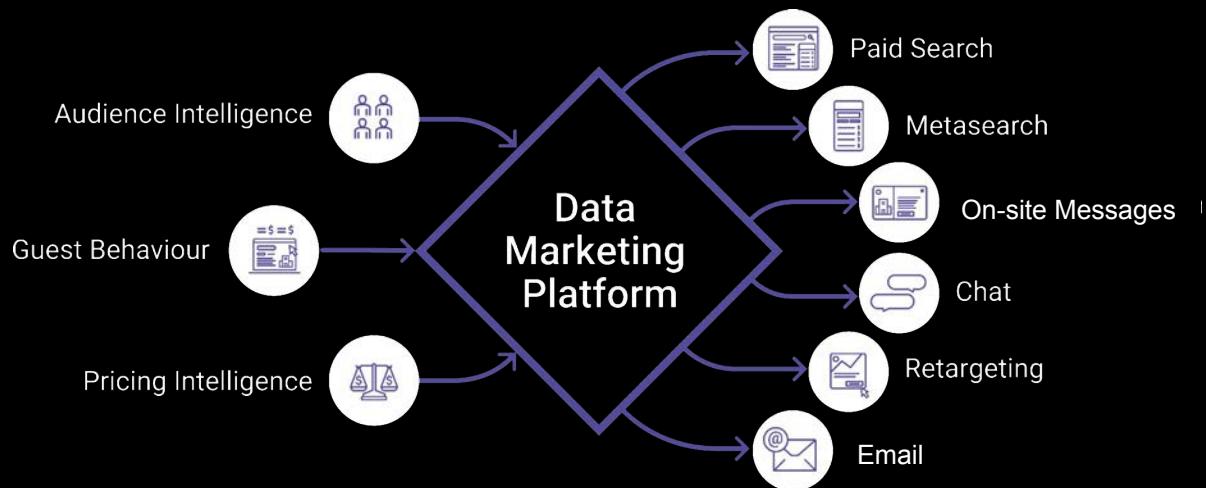 Audience Intelligence
Guest Behaviour
Pricing Intelligence
Data
Marketing
Platform
Paid Search
Metasearch
On-site Messages
Chat
Retargeting
Email